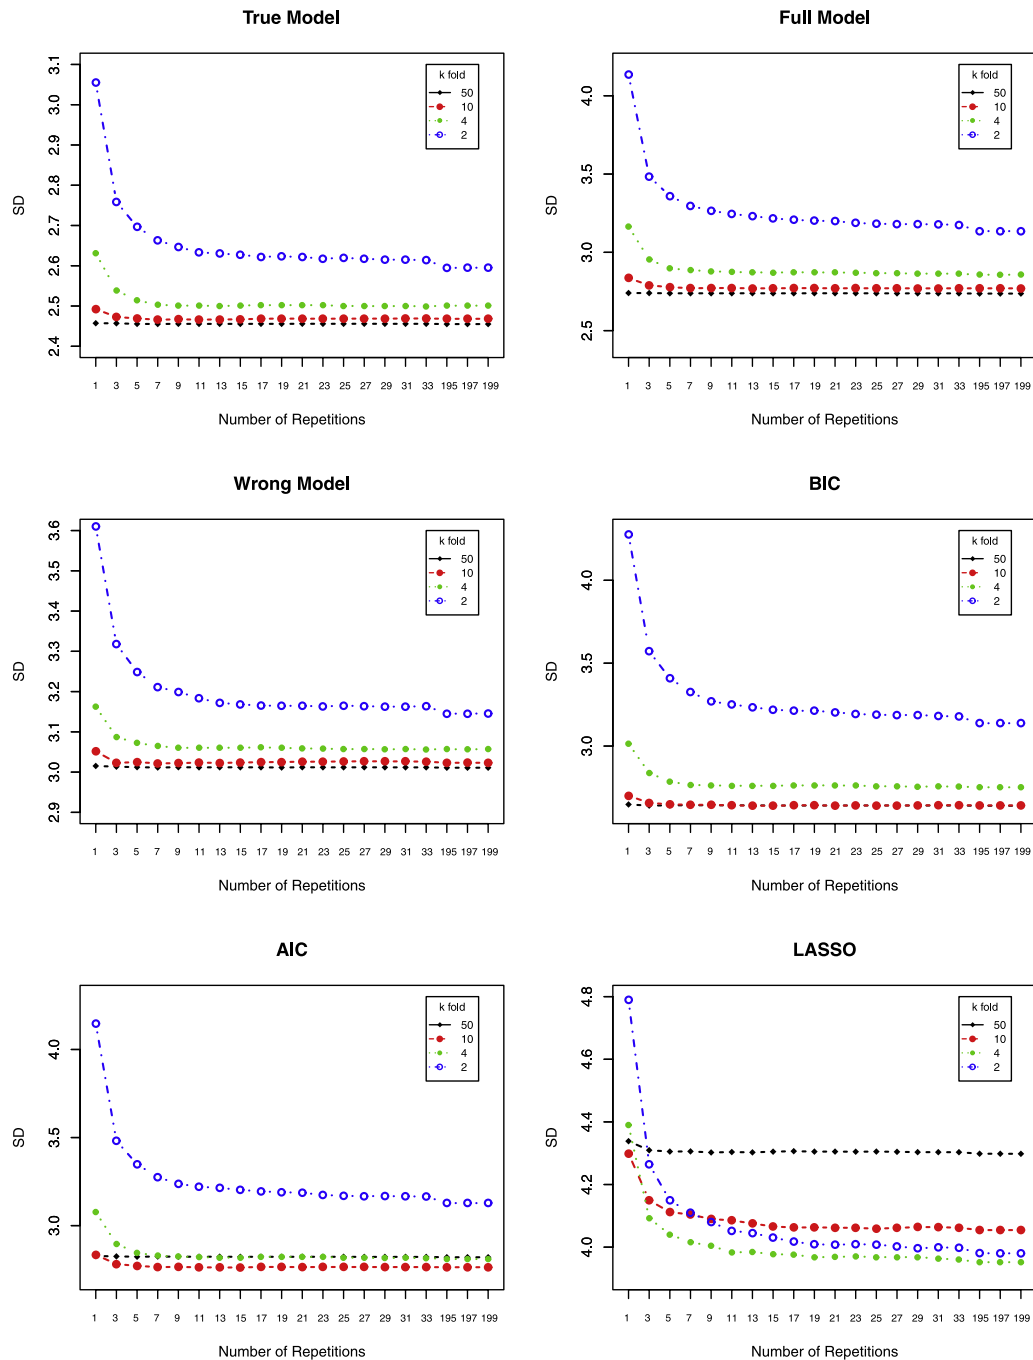 True Model
SD
3.1
3.0
2.9
2.8
2.7
2.6
2.5
2.4
k fold
50
10
4
2
1 3 5 7 9 11 13 15 17 19 21 23 25 27 29 31 33 195 197 199
Number of Repetitions
Full Model
SD
4.0
3.5
3.0
2.5
k fold
50
10
4
2
1 3 5 7 9 11 13 15 17 19 21 23 25 27 29 31 33 195 197 199
Number of Repetitions
Wrong Model
SD
3.6
3.5
3.4
3.3
3.2
3.1
3.0
2.9
k fold
50
10
4
2
1 3 5 7 9 11 13 15 17 19 21 23 25 27 29 31 33 195 197 199
Number of Repetitions
BIC
SD
4.0
3.5
3.0
k fold
50
10
4
2
1 3 5 7 9 11 13 15 17 19 21 23 25 27 29 31 33 195 197 199
Number of Repetitions
AIC
SD
4.0
3.5
3.0
k fold
50
10
4
2
1 3 5 7 9 11 13 15 17 19 21 23 25 27 29 31 33 195 197 199
Number of Repetitions
LASSO
SD
4.8
4.6
4.4
4.2
4.0
k fold
50
10
4
2
1 3 5 7 9 11 13 15 17 19 21 23 25 27 29 31 33 195 197 199
Number of Repetitions